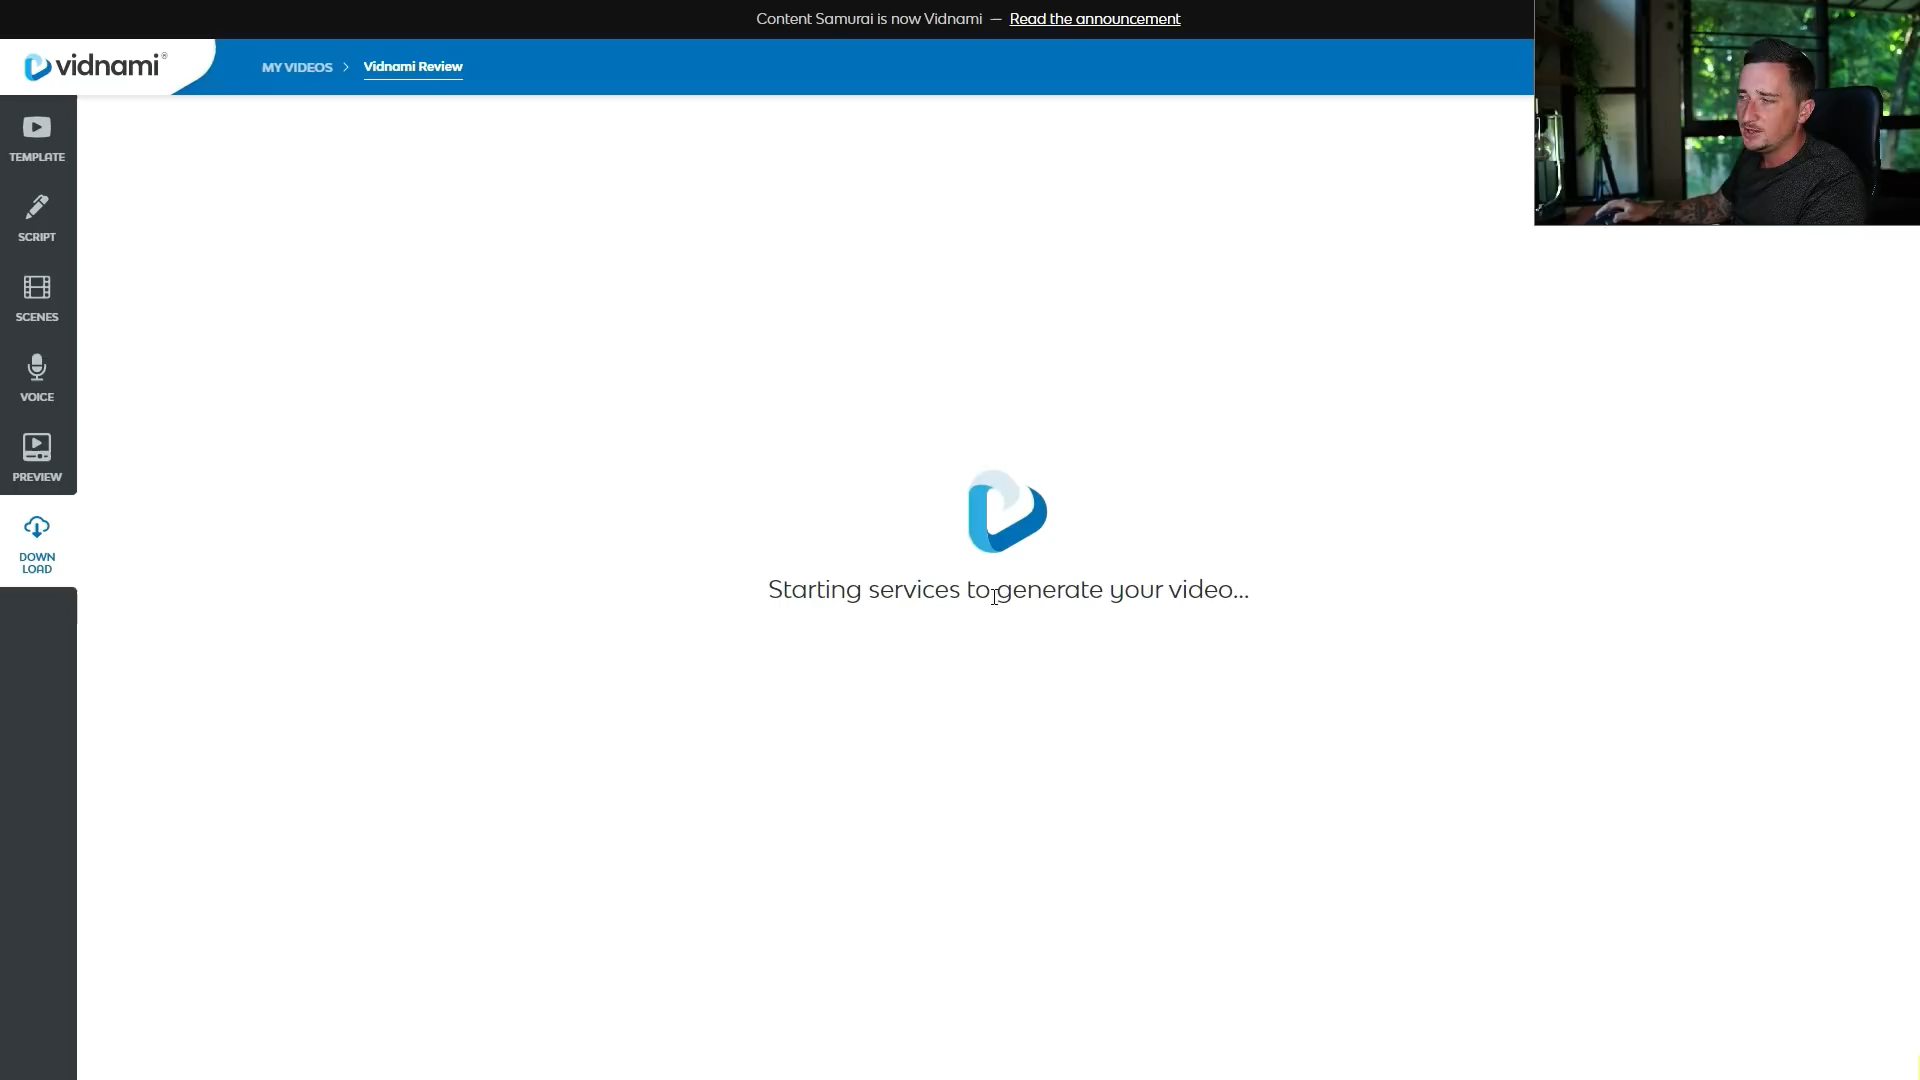 Content Samurai is now Vidnami — Read the announcement
vidnami®
MY VIDEOS > Vidnami Review
TEMPLATE
SCRIPT
SCENES
VOICE
PREVIEW
DOWN
LOAD
Starting services to generate your video...